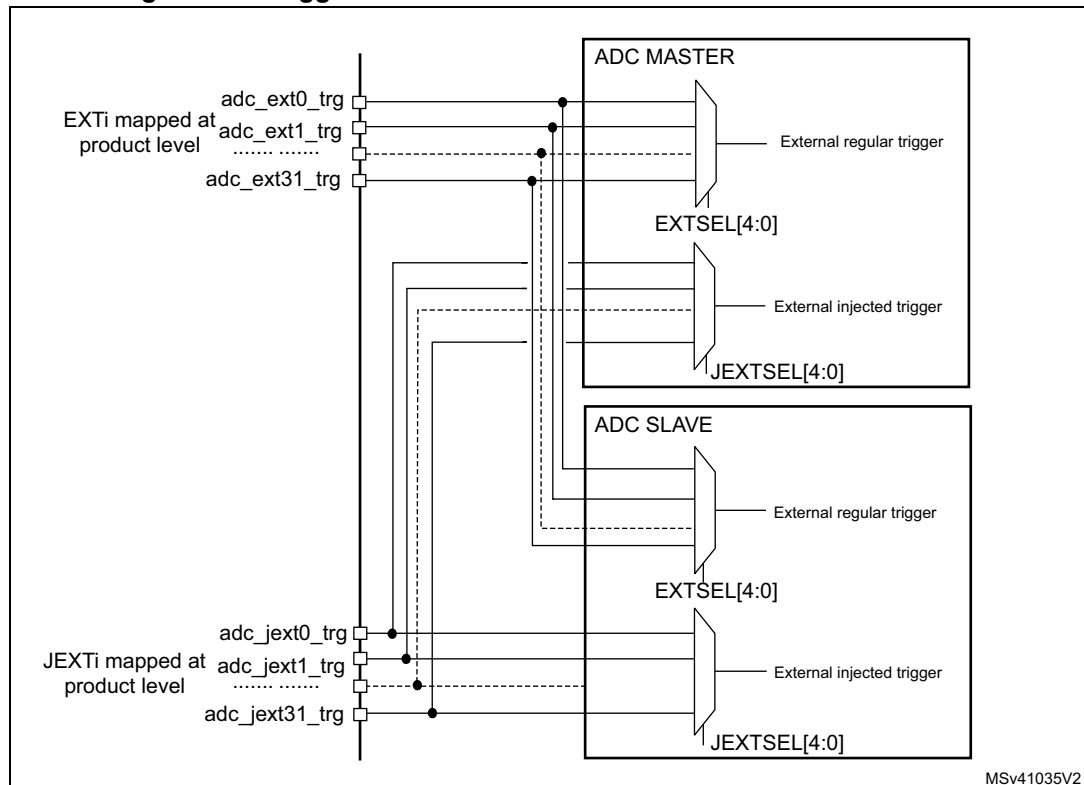 ADC MASTER
adc_ext0_trg
EXTi mapped at
product level
adc_ext1_trg
....... .......
adc_ext31_trg
External regular trigger
EXTSEL[4:0]
External injected trigger
JEXTSEL[4:0]
ADC SLAVE
External regular trigger
EXTSEL[4:0]
adc_jext0_trg
JEXTi mapped at
product level
adc_jext1_trg
....... .......
adc_jext31_trg
External injected trigger
JEXTSEL[4:0]
MSv41035V2